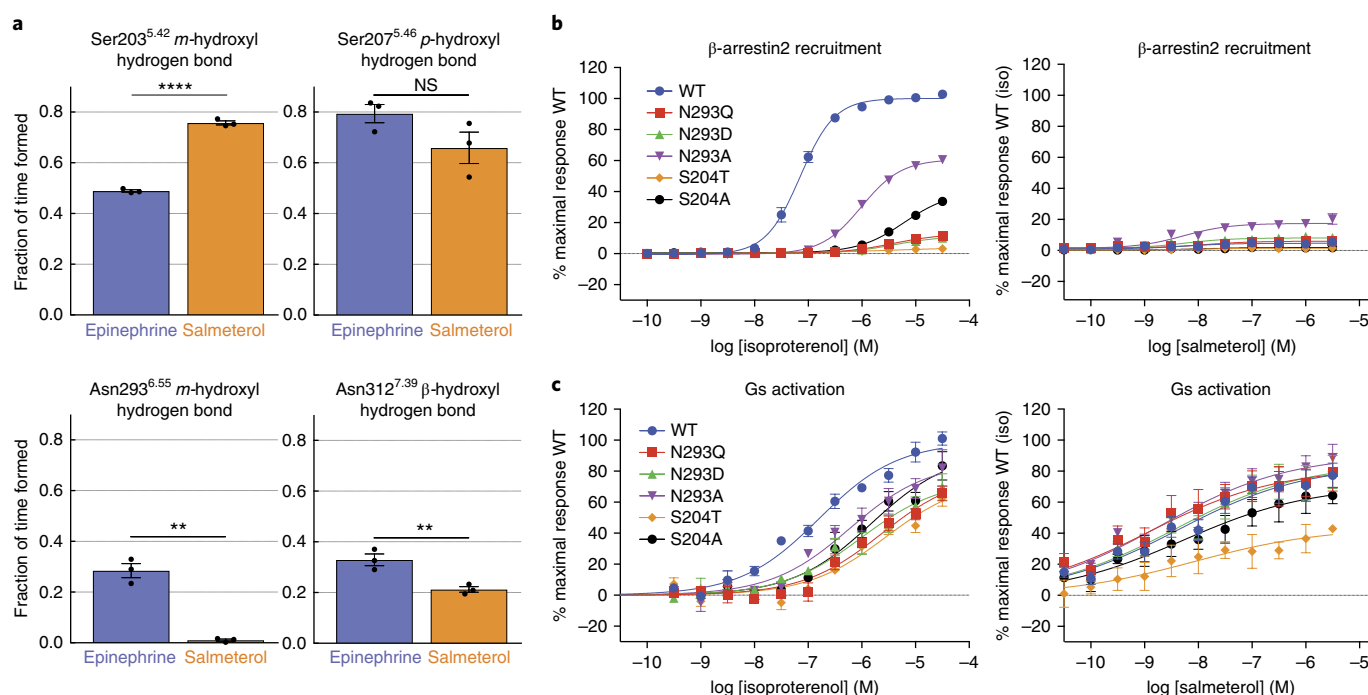 a
Ser203^5.42 m-hydroxyl
hydrogen bond
****
Fraction of time formed
0.8
0.6
0.4
0.2
0.0
Epinephrine Salmeterol
Ser207^5.46 p-hydroxyl
hydrogen bond
NS
0.8
0.6
0.4
0.2
0.0
Epinephrine Salmeterol
Asn293^6.55 m-hydroxyl
hydrogen bond
**
Fraction of time formed
0.8
0.6
0.4
0.2
0.0
Epinephrine Salmeterol
Asn312^7.39 β-hydroxyl
hydrogen bond
**
0.8
0.6
0.4
0.2
0.0
Epinephrine Salmeterol
b
β-arrestin2 recruitment
% maximal response WT
120
100
80
60
40
20
0
–20
WT
N293Q
N293D
N293A
S204T
S204A
–10 –9 –8 –7 –6 –5 –4
log [isoproterenol] (M)
β-arrestin2 recruitment
% maximal response WT (iso)
120
100
80
60
40
20
0
–20
–10 –9 –8 –7 –6 –5
log [salmeterol] (M)
c
Gs activation
% maximal response WT
120
100
80
60
40
20
0
–20
WT
N293Q
N293D
N293A
S204T
S204A
–10 –9 –8 –7 –6 –5 –4
log [isoproterenol] (M)
Gs activation
% maximal response WT (iso)
120
100
80
60
40
20
0
–20
–10 –9 –8 –7 –6 –5
log [salmeterol] (M)